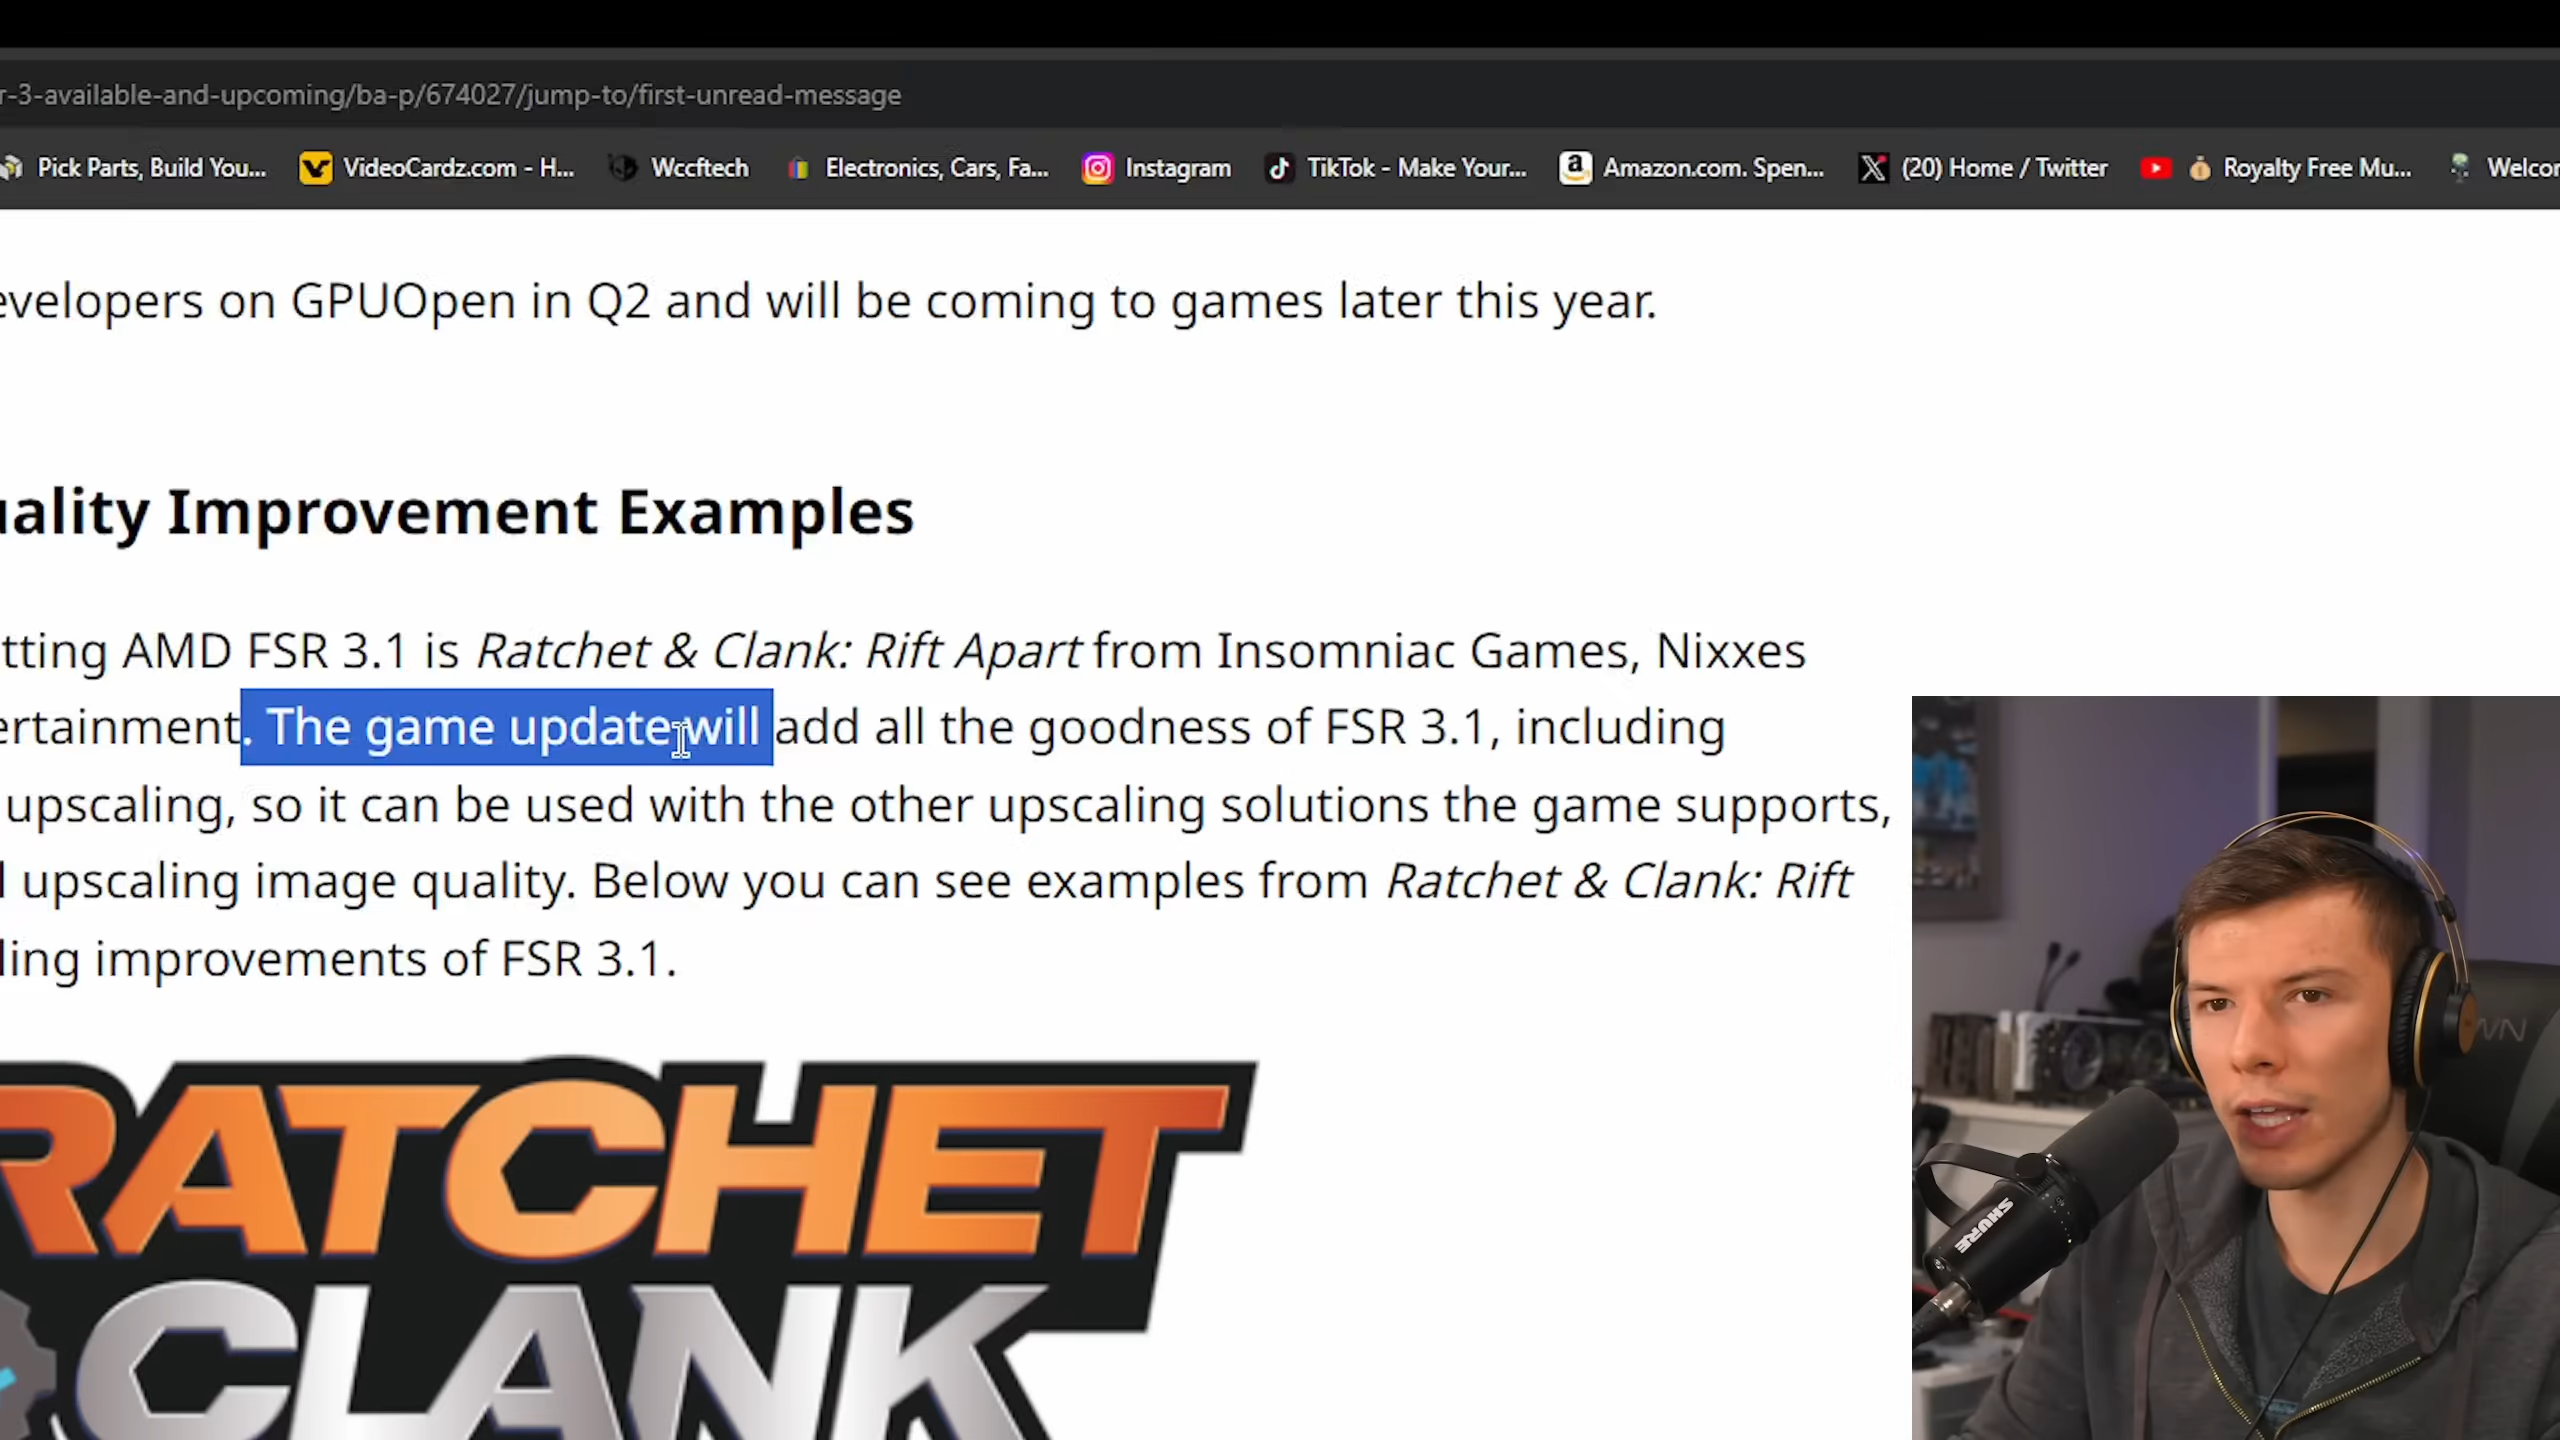 r-3-available-and-upcoming/ba-p/674027/jump-to/first-unread-message
Pick Parts, Build You... VideoCardz.com - H... Wccftech Electronics, Cars, Fa... Instagram TikTok - Make Your... Amazon.com. Spen... (20) Home / Twitter Royalty Free Mu... Welcon
evelopers on GPUOpen in Q2 and will be coming to games later this year.
uality Improvement Examples
tting AMD FSR 3.1 is Ratchet & Clank: Rift Apart from Insomniac Games, Nixxes
ertainment. The game update will add all the goodness of FSR 3.1, including
upscaling, so it can be used with the other upscaling solutions the game supports,
l upscaling image quality. Below you can see examples from Ratchet & Clank: Rift
ling improvements of FSR 3.1.
RATCHET
CLANK
SHURE